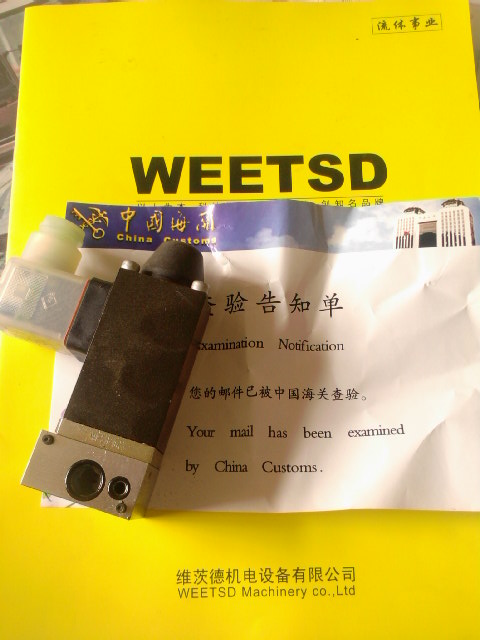 流体事业
WEETSD
中国海关
China Customs
查验告知单
Examination Notification
您的邮件已被中国海关查验。
Your mail has been examined
by China Customs.
维茨德机电设备有限公司
WEETSD Machinery co.,Ltd